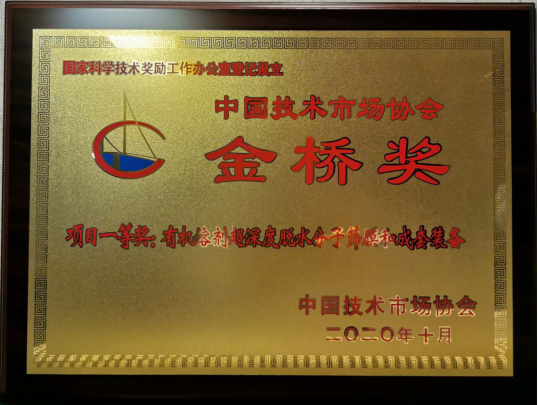 国家科学技术奖励工作办公室登记设立
中国技术市场协会
金桥奖
项目一等奖：有机溶剂超深度脱水分子筛膜和成套装备
中国技术市场协会
二〇二〇年十月